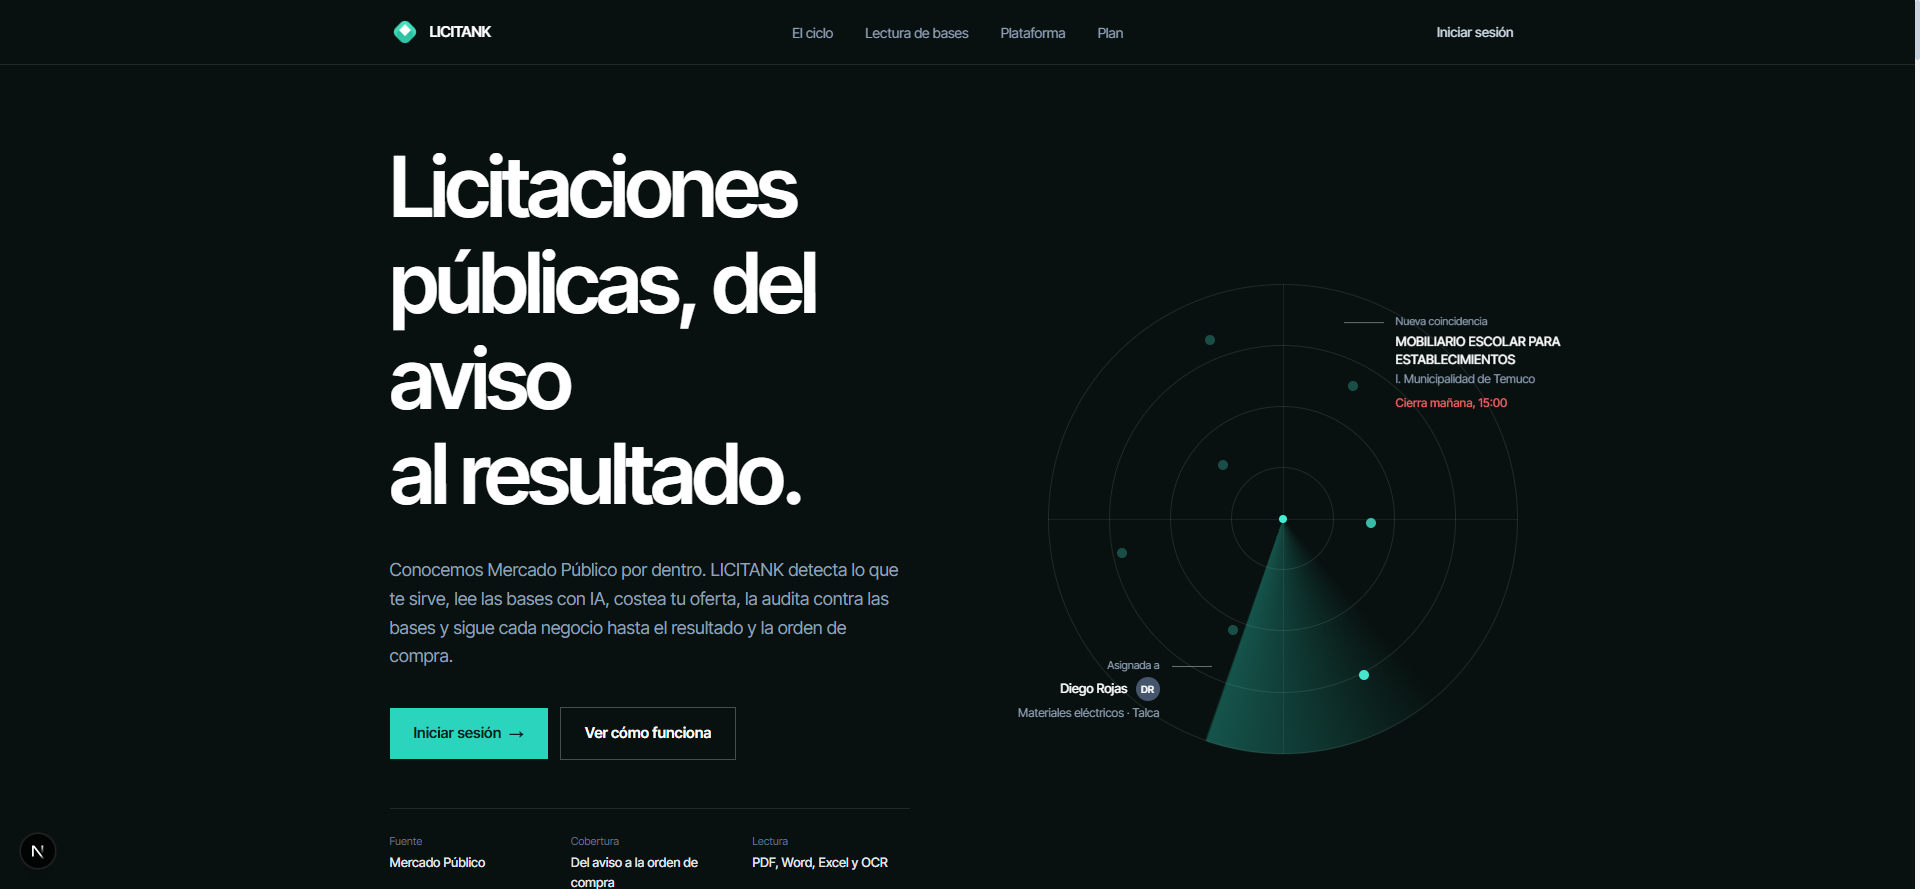 LICITANK
El ciclo
Lectura de bases
Plataforma
Plan
Iniciar sesión
Licitaciones
públicas, del
aviso
al resultado.
Conocemos Mercado Público por dentro. LICITANK detecta lo que
te sirve, lee las bases con IA, costea tu oferta, la audita contra las
bases y sigue cada negocio hasta el resultado y la orden de
compra.
Iniciar sesión →
Ver cómo funciona
Nueva coincidencia
MOBILIARIO ESCOLAR PARA
ESTABLECIMIENTOS
I. Municipalidad de Temuco
Cierra mañana, 15:00
Asignada a
Diego Rojas DR
Materiales eléctricos · Talca
Fuente
Mercado Público
Cobertura
Del aviso a la orden de
compra
Lectura
PDF, Word, Excel y OCR
N